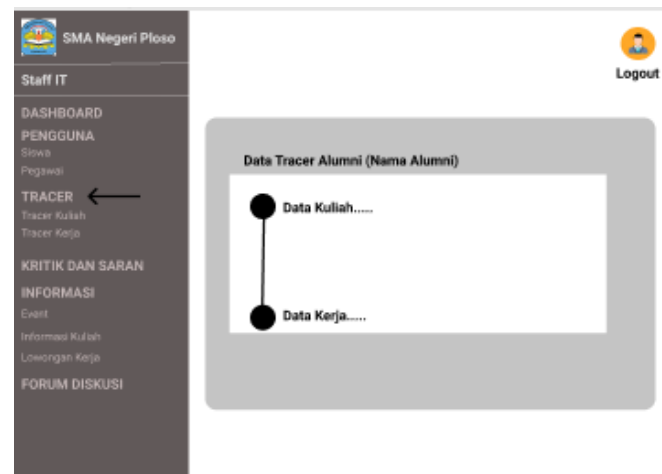 SMA Negeri Ploso
Staff IT
DASHBOARD
PENGGUNA
Siswa
Pegawai
TRACER
Tracer Kuliah
Tracer Kerja
KRITIK DAN SARAN
INFORMASI
Event
Informasi Kuliah
Lowongan Kerja
FORUM DISKUSI
Logout
Data Tracer Alumni (Nama Alumni)
Data Kuliah.....
Data Kerja.....